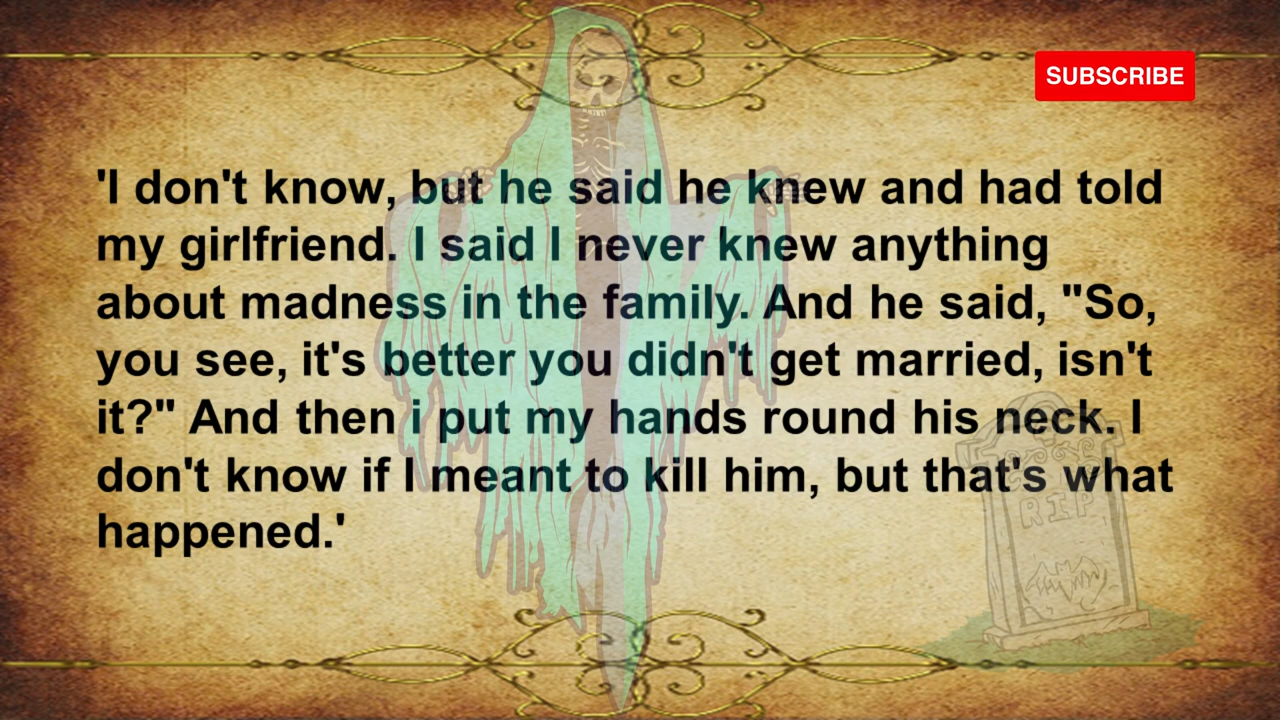 SUBSCRIBE
'I don't know, but he said he knew and had told
my girlfriend. I said I never knew anything
about madness in the family. And he said, "So,
you see, it's better you didn't get married, isn't
it?" And then i put my hands round his neck. I
don't know if I meant to kill him, but that's what
happened.'
RIP